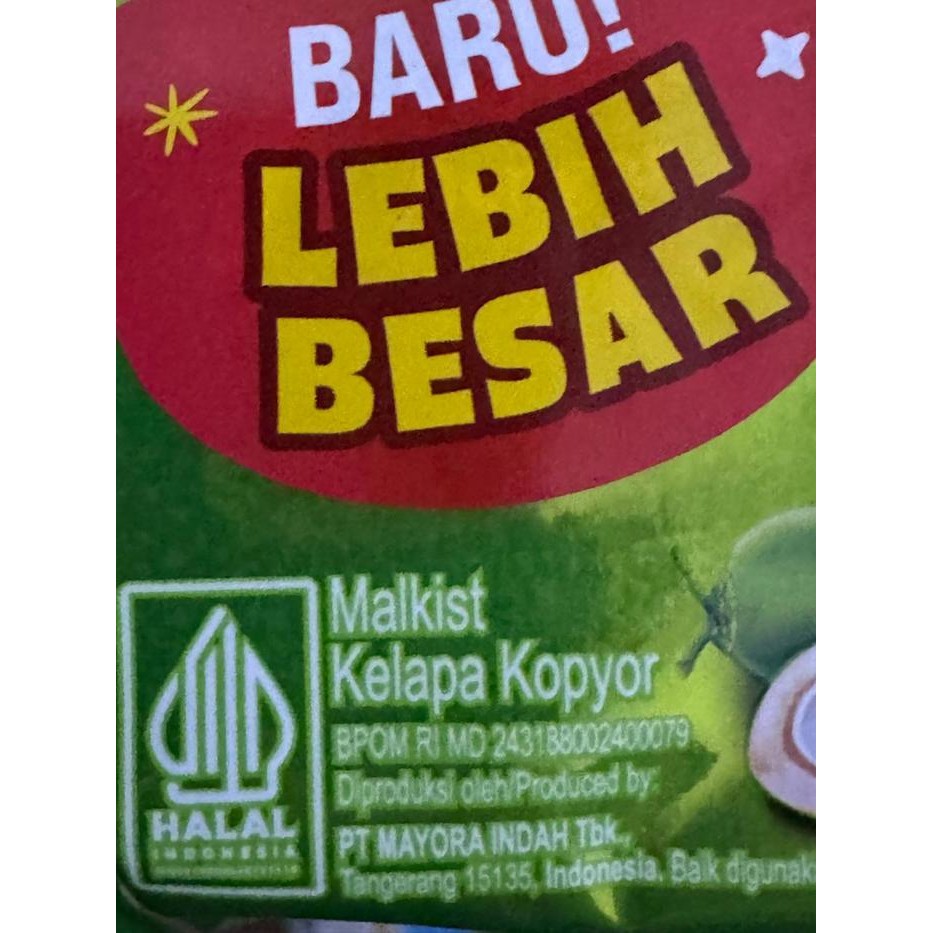 BARU!
LEBIH
BESAR
Malkist
Kelapa Kopyor
BPOM RI MD 243188002400079
Diproduksi oleh/Produced by:
PT MAYORA INDAH Tbk.,
Tangerang 15135, Indonesia. Baik digunak
HALAL
INDONESIA